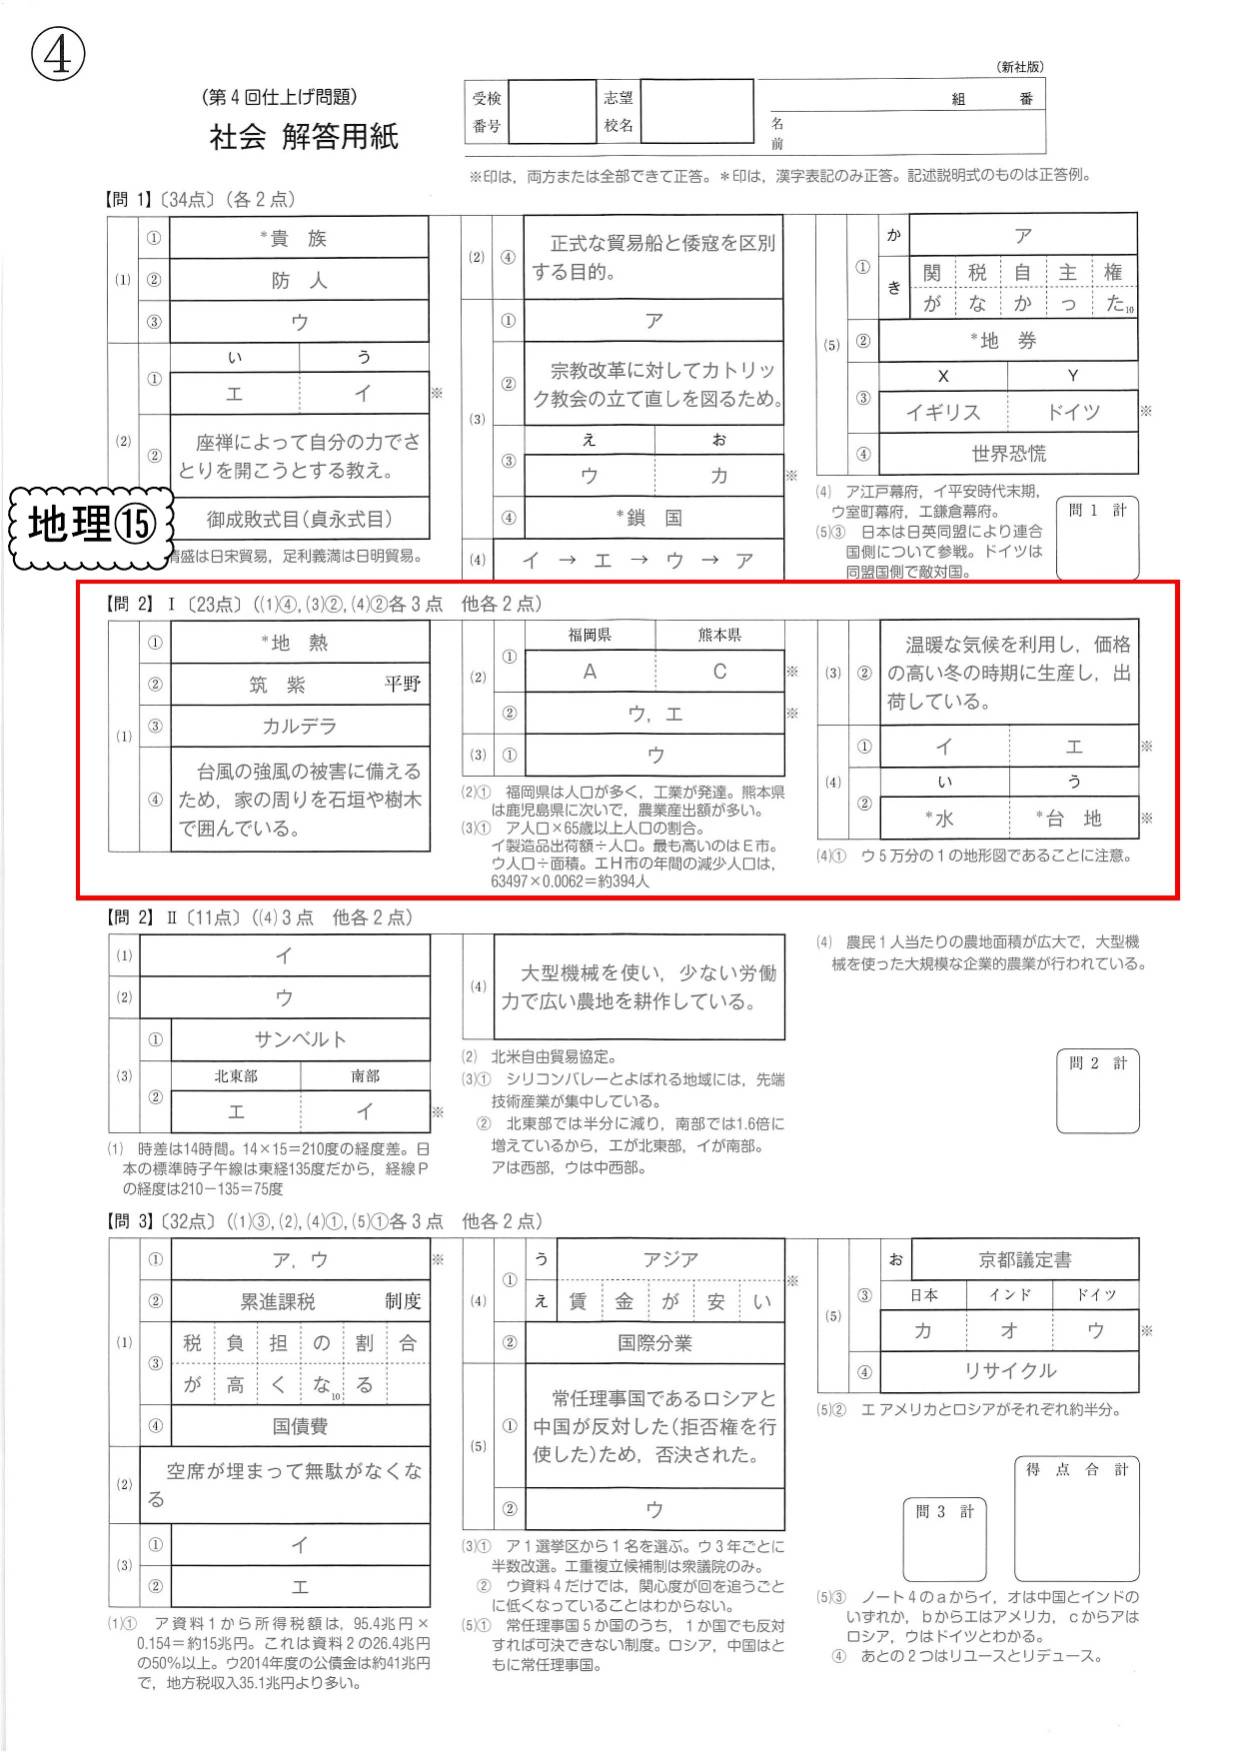 ④
(新社版)
(第4回仕上げ問題)
社会 解答用紙
受検番号
志望校名
組 番
名前
※印は,両方または全部できて正答。＊印は,漢字表記のみ正答。記述説明式のものは正答例。
【問 1】〔34点〕(各2点)
(1)
① *貴 族
② 防 人
③ ウ
(2)
① い う
エ イ ※
② 座禅によって自分の力でさ
とりを開こうとする教え。
御成敗式目(貞永式目)
清盛は日宋貿易,足利義満は日明貿易。
地理⑮
(2) ④ 正式な貿易船と倭寇を区別
する目的。
(3)
① ア
② 宗教改革に対してカトリッ
ク教会の立て直しを図るため。
③ え お
ウ カ ※
④ *鎖 国
(4) イ → エ → ウ → ア
(5)
① か ア
き 関税自主権
がなかった10
② *地 券
③ X Y
イギリス ドイツ ※
④ 世界恐慌
(4) ア江戸幕府,イ平安時代末期,
ウ室町幕府,エ鎌倉幕府。
(5)③ 日本は日英同盟により連合
国側について参戦。ドイツは
同盟国側で敵対国。
問1 計
【問 2】 Ⅰ〔23点〕((1)④,(3)②,(4)②各3点 他各2点)
(1)
① *地 熱
② 筑 紫 平野
③ カルデラ
④ 台風の強風の被害に備える
ため,家の周りを石垣や樹木
で囲んでいる。
(2)
① 福岡県 熊本県
A C ※
② ウ,エ ※
(3) ① ウ
(2)① 福岡県は人口が多く,工業が発達。熊本県
は鹿児島県に次いで,農業産出額が多い。
(3)① ア人口×65歳以上人口の割合。
イ製造品出荷額÷人口。最も高いのはE市。
ウ人口÷面積。エH市の年間の減少人口は,
63497×0.0062＝約394人
(3) ② 温暖な気候を利用し,価格
の高い冬の時期に生産し,出
荷している。
(4)
① イ エ ※
② い う
*水 *台 地 ※
(4)① ウ5万分の1の地形図であることに注意。
【問 2】 Ⅱ〔11点〕((4)3点 他各2点)
(1) イ
(2) ウ
(3)
① サンベルト
② 北東部 南部
エ イ ※
(1) 時差は14時間。14×15＝210度の経度差。日
本の標準時子午線は東経135度だから,経線P
の経度は210－135＝75度
(4) 大型機械を使い,少ない労働
力で広い農地を耕作している。
(2) 北米自由貿易協定。
(3)① シリコンバレーとよばれる地域には,先端
技術産業が集中している。
② 北東部では半分に減り,南部では1.6倍に
増えているから,エが北東部,イが南部。
アは西部,ウは中西部。
(4) 農民1人当たりの農地面積が広大で,大型機
械を使った大規模な企業的農業が行われている。
問2 計
【問 3】〔32点〕((1)③,(2),(4)①,(5)①各3点 他各2点)
(1)
① ア,ウ ※
② 累進課税 制度
③ 税負担の割合
が高くな10る
④ 国債費
(2) 空席が埋まって無駄がなくな
る
(3)
① イ
② エ
(1)① ア資料1から所得税額は,95.4兆円×
0.154＝約15兆円。これは資料2の26.4兆円
の50%以上。ウ2014年度の公債金は約41兆円
で,地方税収入35.1兆円より多い。
(4)
① う アジア
え 賃金が安い ※
② 国際分業
(5)
① 常任理事国であるロシアと
中国が反対した(拒否権を行
使した)ため,否決された。
② ウ
(3)① ア1選挙区から1名を選ぶ。ウ3年ごとに
半数改選。エ重複立候補制は衆議院のみ。
② ウ資料4だけでは,関心度が回を追うごと
に低くなっていることはわからない。
(5)① 常任理事国5か国のうち,1か国でも反対
すれば可決できない制度。ロシア,中国はと
もに常任理事国。
(5)
③ お 京都議定書
日本 インド ドイツ
カ オ ウ ※
④ リサイクル
(5)② エアメリカとロシアがそれぞれ約半分。
得点合計
問3 計
(5)③ ノート4のaからイ,オは中国とインドの
いずれか,bからエはアメリカ,cからアは
ロシア,ウはドイツとわかる。
④ あとの2つはリユースとリデュース。